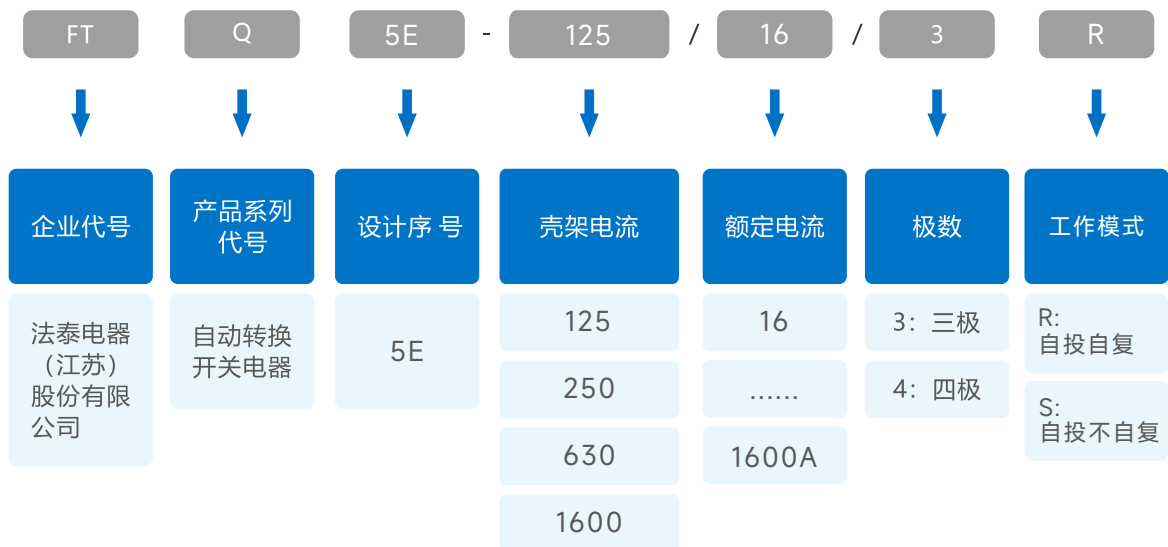 FT Q 5E - 125 / 16 / 3 R
企业代号
产品系列
代号
设计序 号
壳架电流
额定电流
极数
工作模式
法泰电器
（江苏）
股份有限
公司
自动转换
开关电器
5E
125
250
630
1600
16
......
1600A
3：三极
4：四极
R:
自投自复
S:
自投不自复